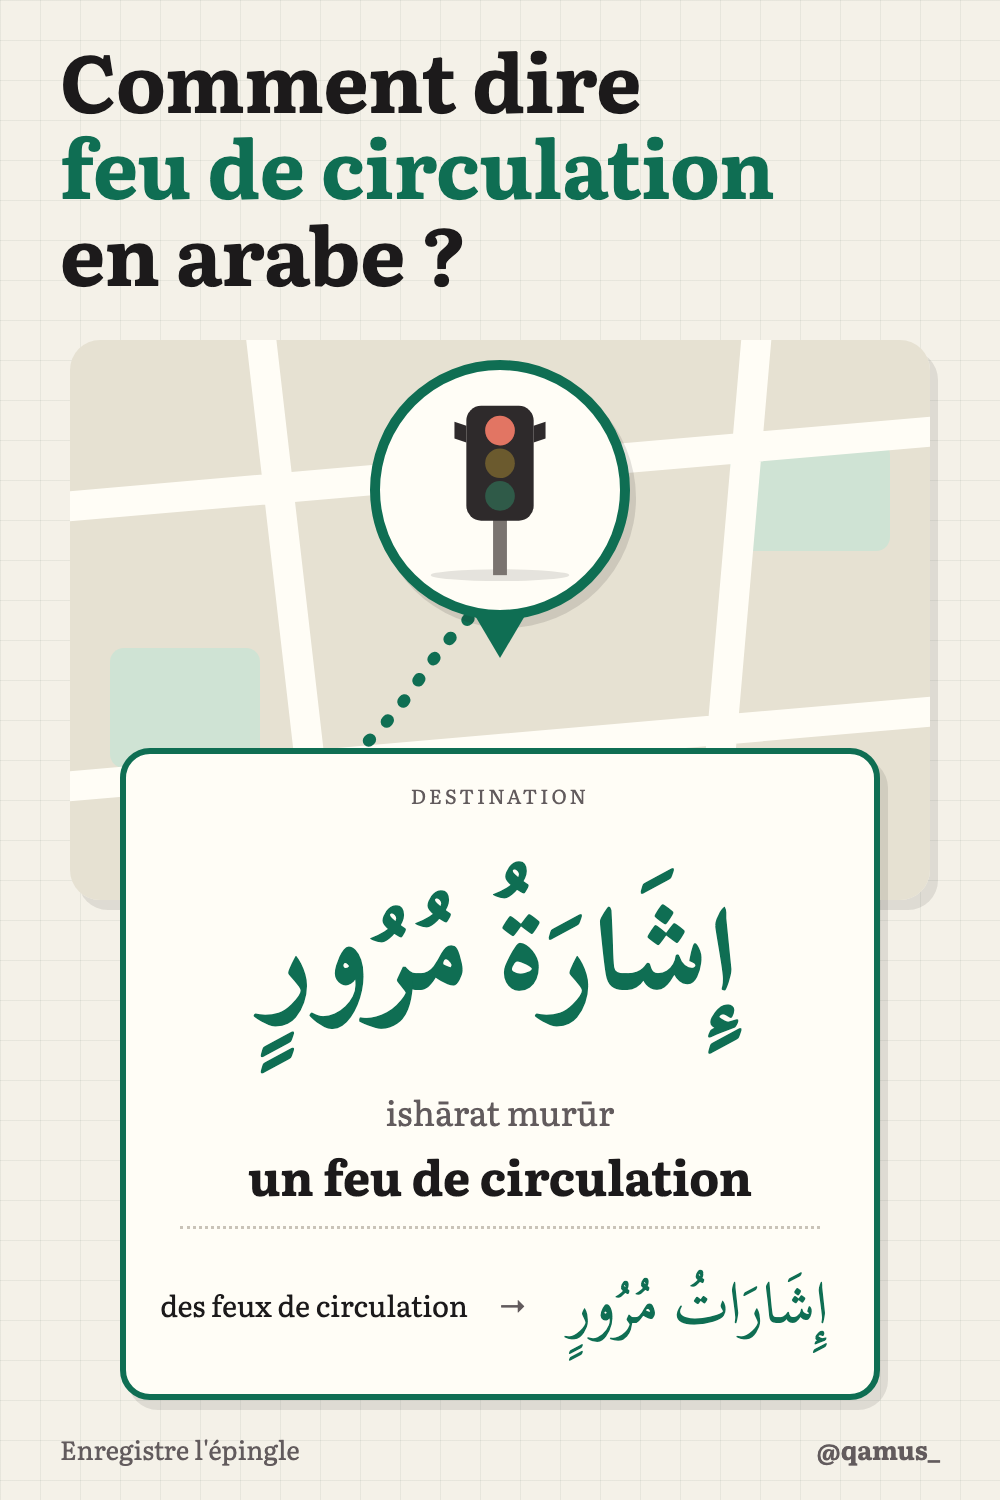 Comment dire
feu de circulation
en arabe ?
DESTINATION
إِشَارَةُ مُرُورٍ
ishārat murūr
un feu de circulation
des feux de circulation → إِشَارَاتُ مُرُورٍ
Enregistre l'épingle
@qamus_